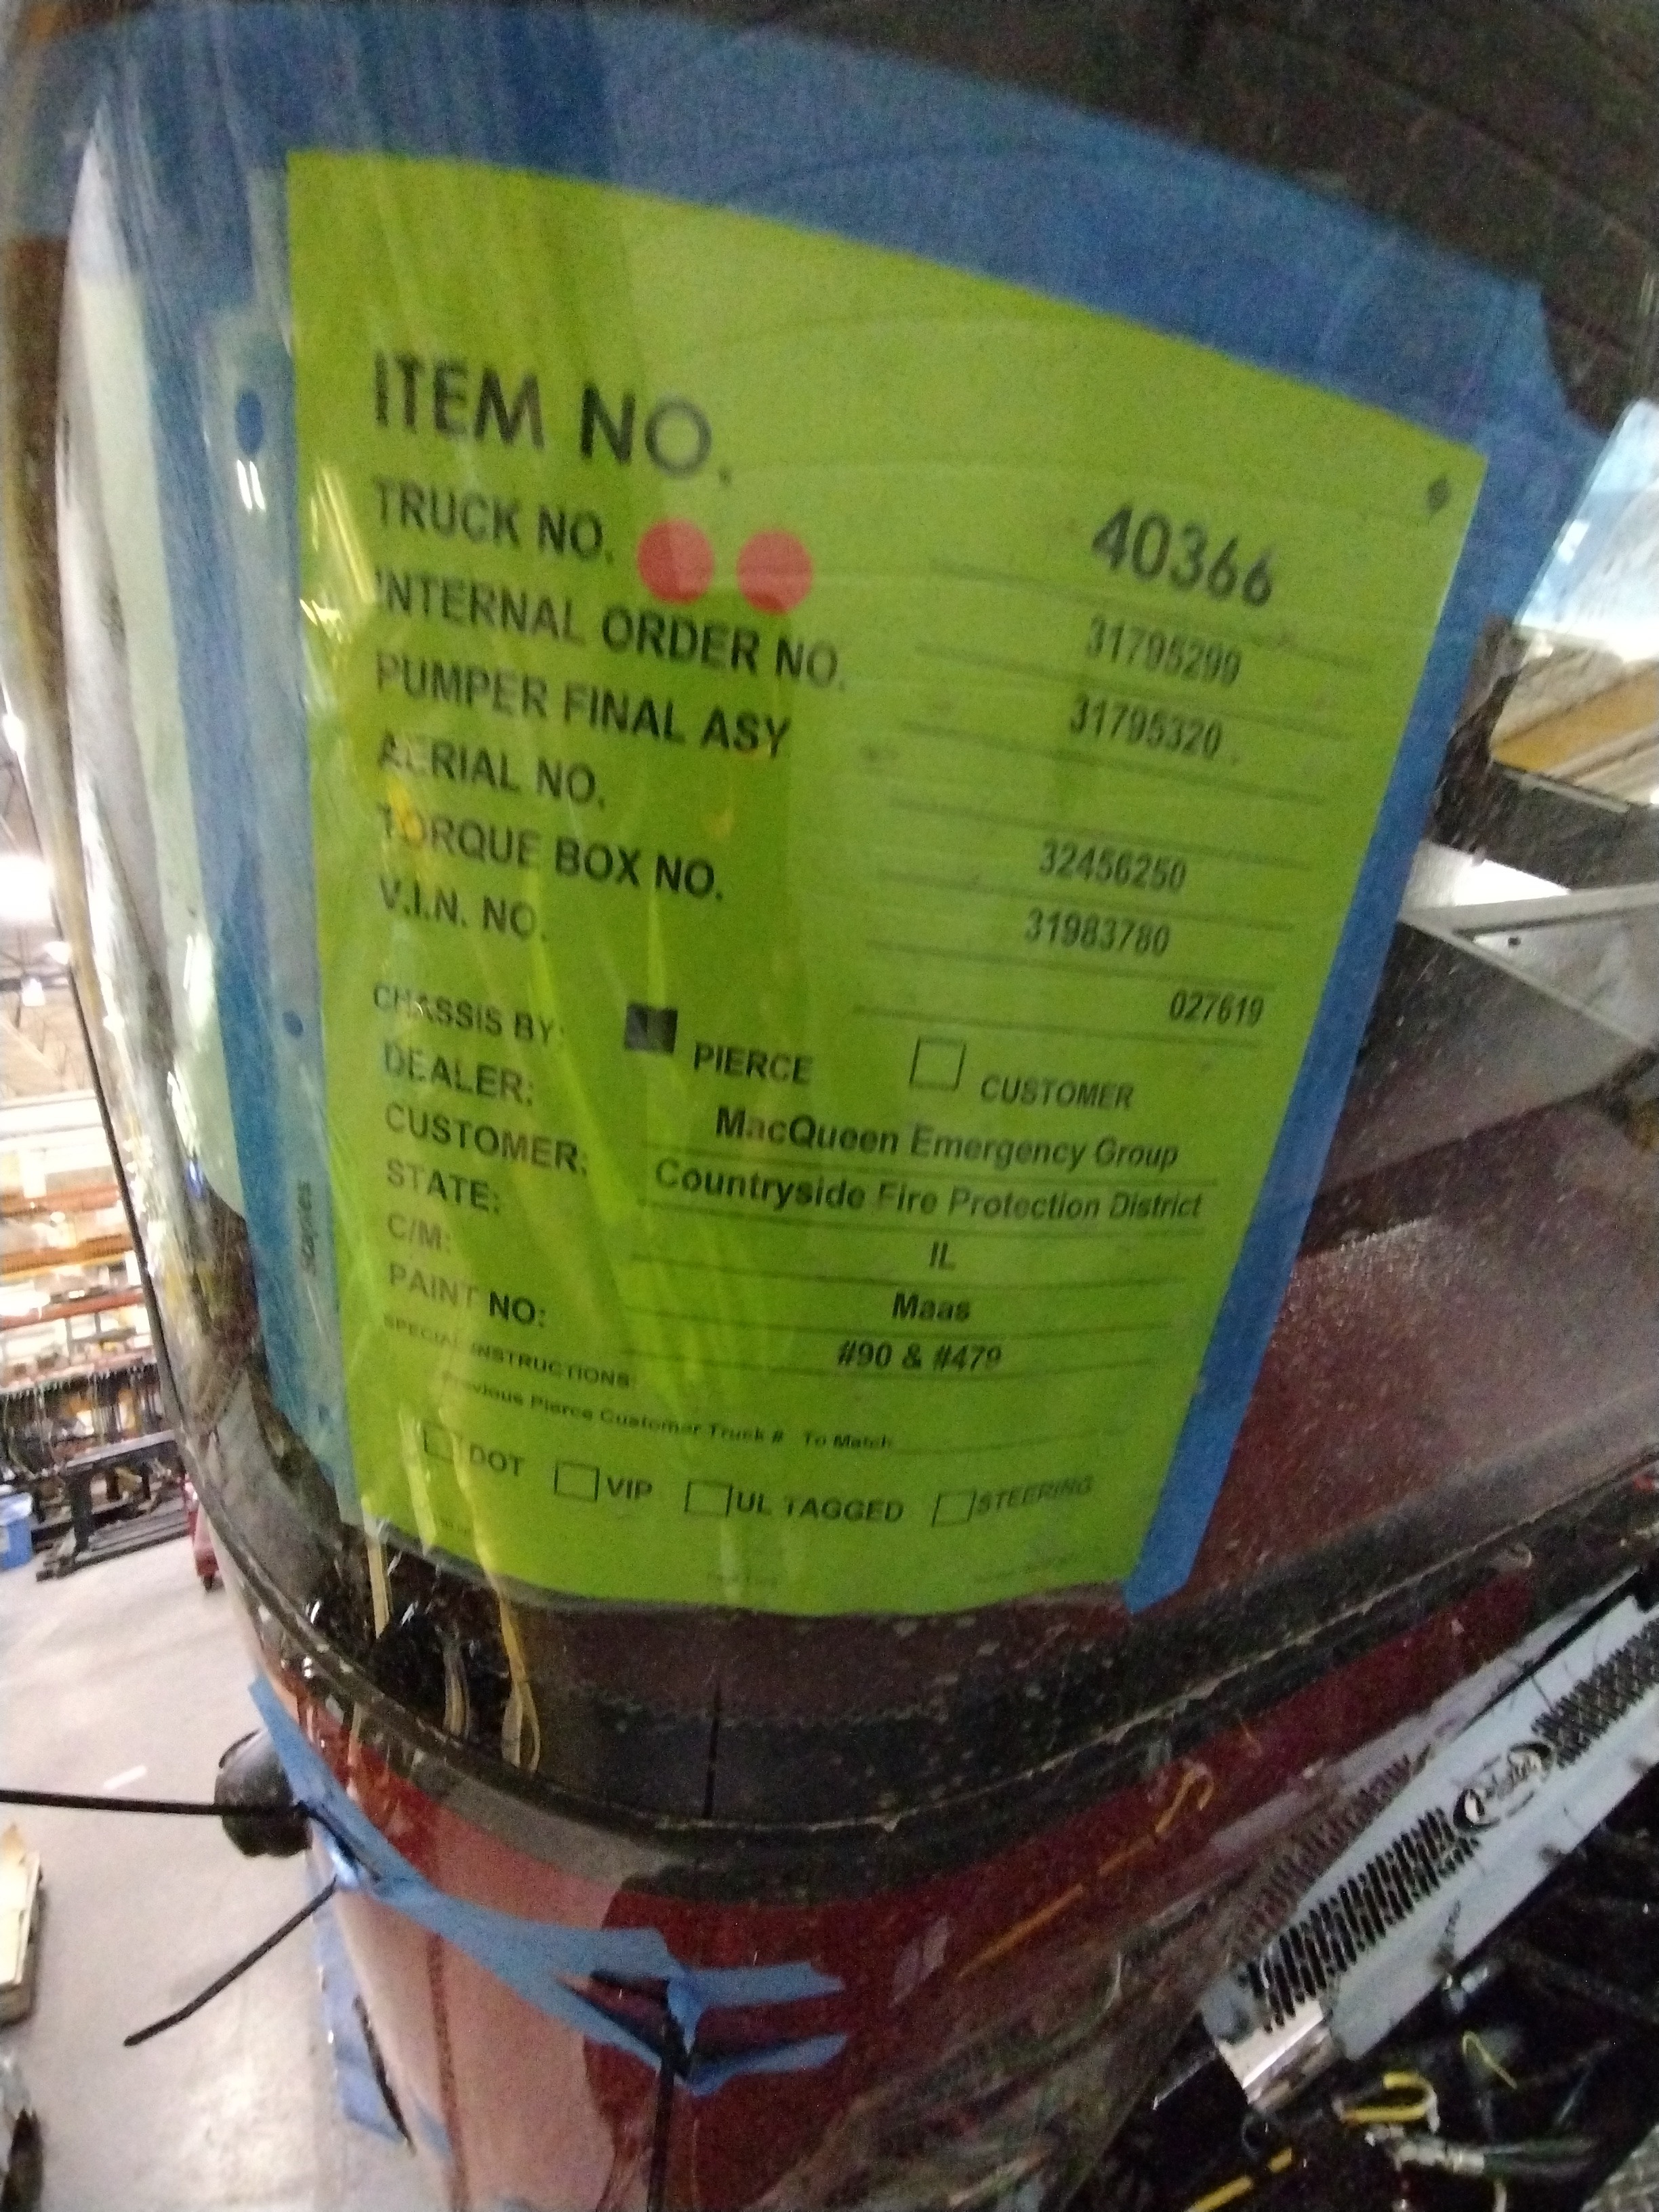 ITEM NO. 40366
TRUCK NO. 31795299
INTERNAL ORDER NO. 31795320
PUMPER FINAL ASY
AERIAL NO. 32456250
TORQUE BOX NO. 31983780
V.I.N. NO. 027619
CHASSIS BY: PIERCE CUSTOMER
DEALER: MacQueen Emergency Group
CUSTOMER: Countryside Fire Protection District
STATE: IL
C/M: Maas
PAINT NO: #90 & #479
SPECIAL INSTRUCTIONS:
Previous Pierce Customer Truck # To Match
DOT VIP UL TAGGED STEERING